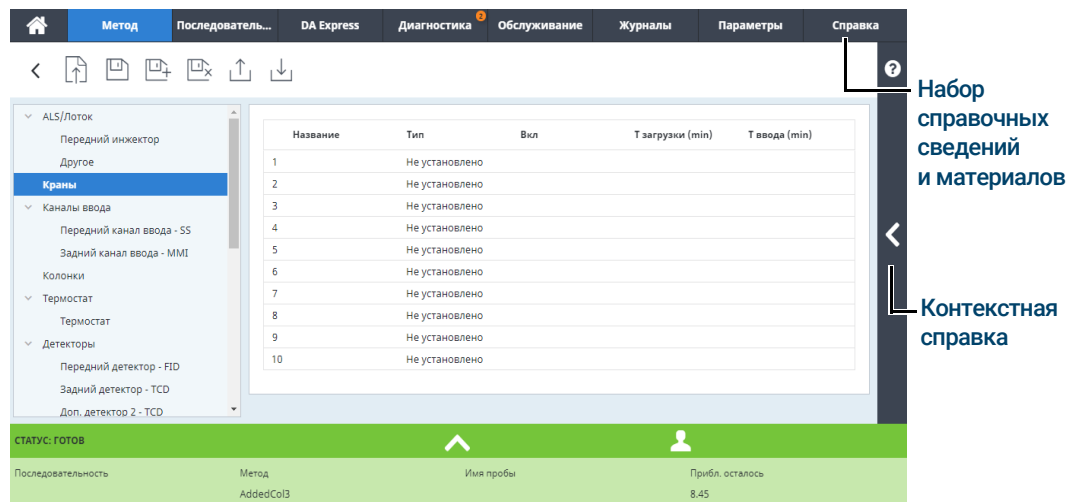 Метод Последователь... DA Express Диагностика 2 Обслуживание Журналы Параметры Справка
?
Набор
справочных
сведений
и материалов
ALS/Лоток
Передний инжектор
Другое
Краны
Каналы ввода
Передний канал ввода - SS
Задний канал ввода - MMI
Колонки
Термостат
Термостат
Детекторы
Передний детектор - FID
Задний детектор - TCD
Доп. детектор 2 - TCD
Название Тип Вкл Т загрузки (min) Т ввода (min)
1 Не установлено
2 Не установлено
3 Не установлено
4 Не установлено
5 Не установлено
6 Не установлено
7 Не установлено
8 Не установлено
9 Не установлено
10 Не установлено
Контекстная
справка
СТАТУС: ГОТОВ
Последовательность Метод Имя пробы Прибл. осталось
AddedCol3 8.45